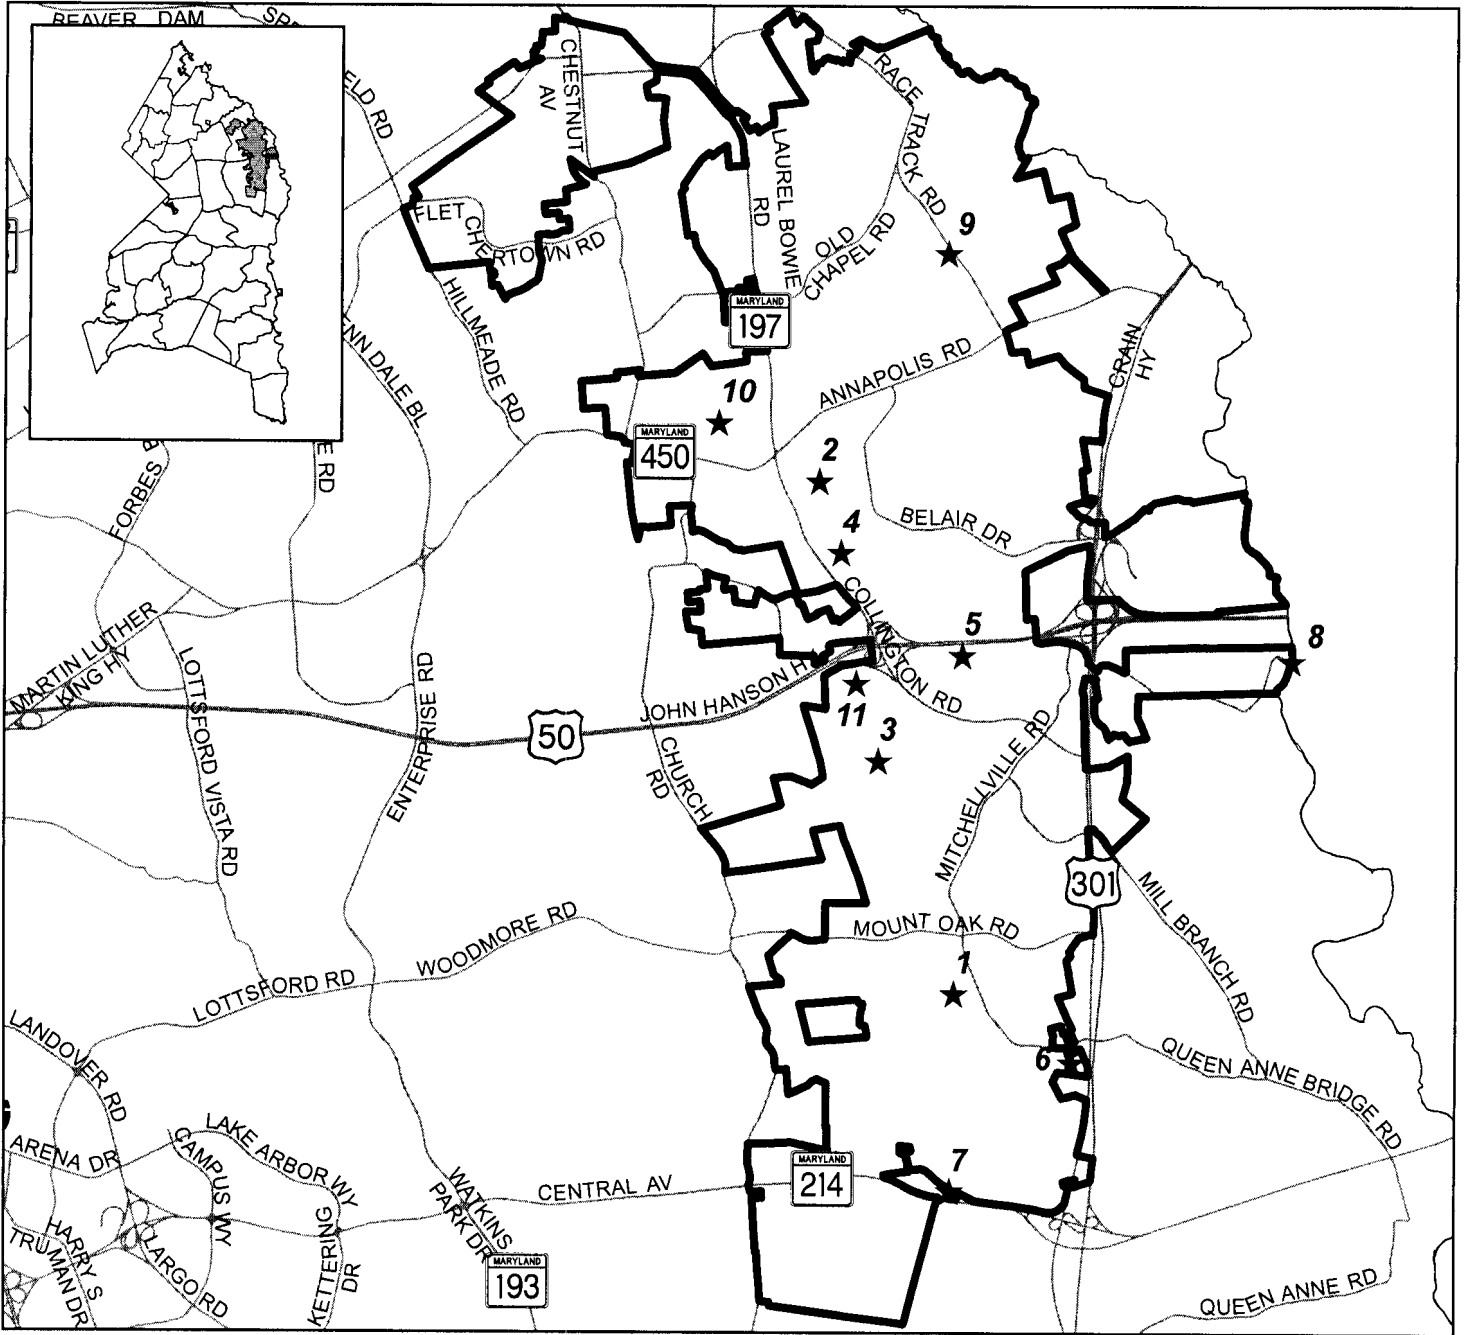 BEAVER DAM
CHESTNUT
AV
RACE TRACK RD
LAUREL BOWIE
RD
FLET
CHERTOWN RD
OLD
CHAPEL RD
9
HILLMEADE RD
MARYLAND
197
CRAIN
HY
ANNAPOLIS RD
10
MARYLAND
450
2
FORBES
E RD
BELAIR DR
4
COLLINGTON RD
5
8
MARTIN LUTHER
KING HY
LOTTSFORD VISTA RD
ENTERPRISE RD
JOHN HANSON H
50
11
3
CHURCH
RD
MITCHELLVILLE RD
301
MILL BRANCH RD
MOUNT OAK RD
WOODMORE RD
LOTTSFORD RD
1
LANDOVER RD
6
QUEEN ANNE BRIDGE RD
ARENA DR
LAKE ARBOR WY
CAMPUS WY
7
MARYLAND
214
CENTRAL AV
WATKINS
PARK DR
HARRY S
TRUMAN DR
LARGO RD
KETTERING
DR
MARYLAND
193
QUEEN ANNE RD